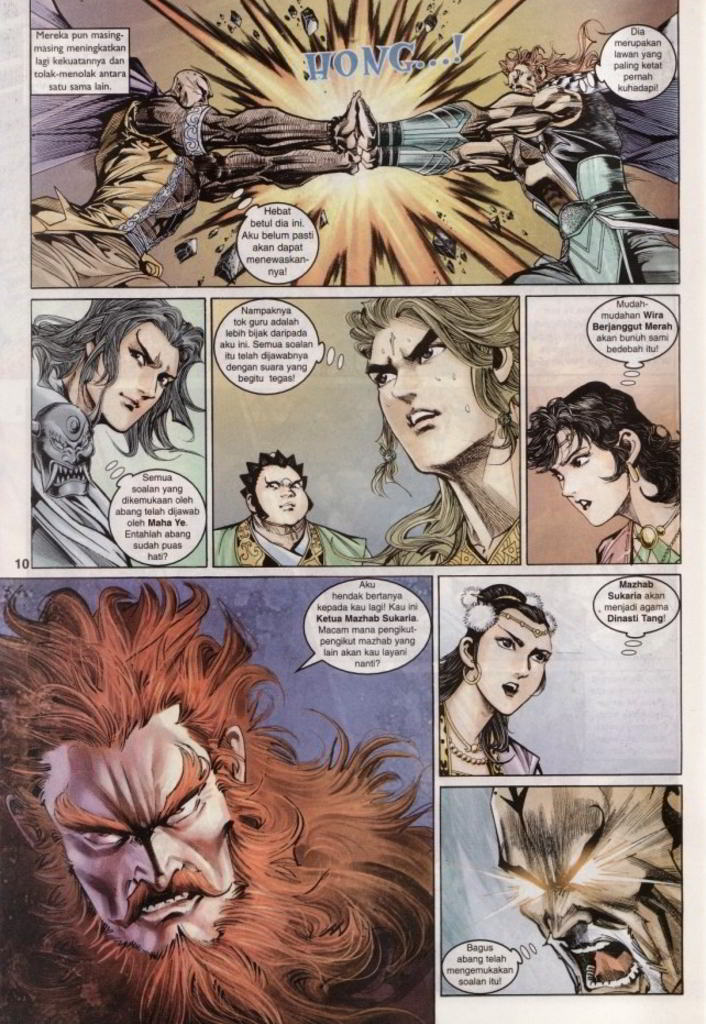 Mereka pun masing-
masing meningkatkan
lagi kekuatannya dan
tolak-menolak antara
satu sama lain.
HONG...!
Dia
merupakan
lawan yang
paling ketat
pernah
kuhadapi!
Hebat
betul dia ini.
Aku belum pasti
akan dapat
menewaskan-
nya!
Semua
soalan yang
dikemukaan oleh
abang telah dijawab
oleh Maha Ye.
Entahlah abang
sudah puas
hati?
Nampaknya
tok guru adalah
lebih bijak daripada
aku ini. Semua soalan
itu telah dijawabnya
dengan suara yang
begitu tegas!
Mudah-
mudahan Wira
Berjanggut Merah
akan bunuh sami
bedebah itu!
10
Aku
hendak bertanya
kepada kau lagi! Kau ini
Ketua Mazhab Sukaria.
Macam mana pengikut-
pengikut mazhab yang
lain akan kau layani
nanti?
Mazhab
Sukaria akan
menjadi agama
Dinasti Tang!
Bagus
abang telah
mengemukakan
soalan itu!